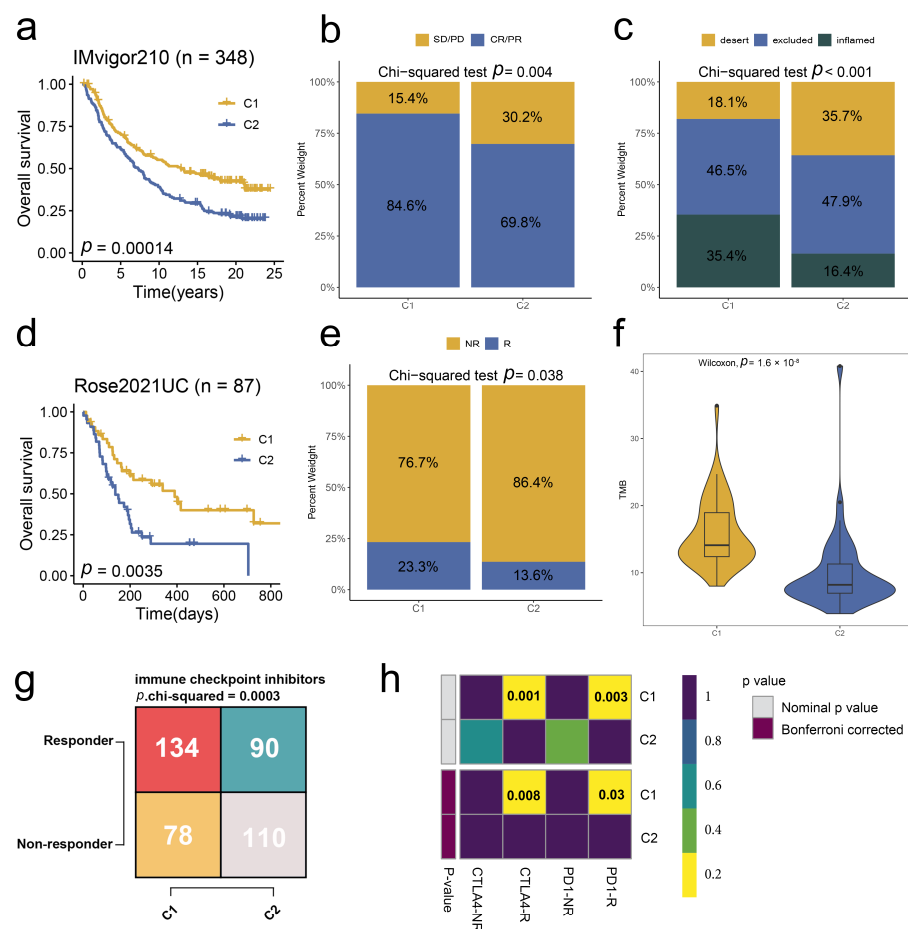 a
IMvigor210 (n = 348)
Overall survival
1.00
0.75
0.50
0.25
0.00
C1
C2
p = 0.00014
0 5 10 15 20 25
Time(years)
b
SD/PD CR/PR
Chi-squared test p = 0.004
Percent Weidght
100%
75%
50%
25%
0%
15.4%
30.2%
84.6%
69.8%
C1 C2
c
desert excluded inflamed
Chi-squared test p < 0.001
Percent Weidght
100%
75%
50%
25%
0%
18.1%
35.7%
46.5%
47.9%
35.4%
16.4%
C1 C2
d
Rose2021UC (n = 87)
Overall survival
1.00
0.75
0.50
0.25
0.00
C1
C2
p = 0.0035
0 200 400 600 800
Time(days)
e
NR R
Chi-squared test p = 0.038
Percent Weidght
100%
75%
50%
25%
0%
76.7%
86.4%
23.3%
13.6%
C1 C2
f
Wilcoxon, p = 1.6 × 10⁻⁸
TMB
40
30
20
10
C1 C2
g
immune checkpoint inhibitors
p.chi-squared = 0.0003
Responder
134 90
Non-responder
78 110
C1 C2
h
0.001 0.003 C1
C2
0.008 0.03 C1
C2
P-value
CTLA4-NR
CTLA4-R
PD1-NR
PD1-R
1
0.8
0.6
0.4
0.2
p value
Nominal p value
Bonferroni corrected